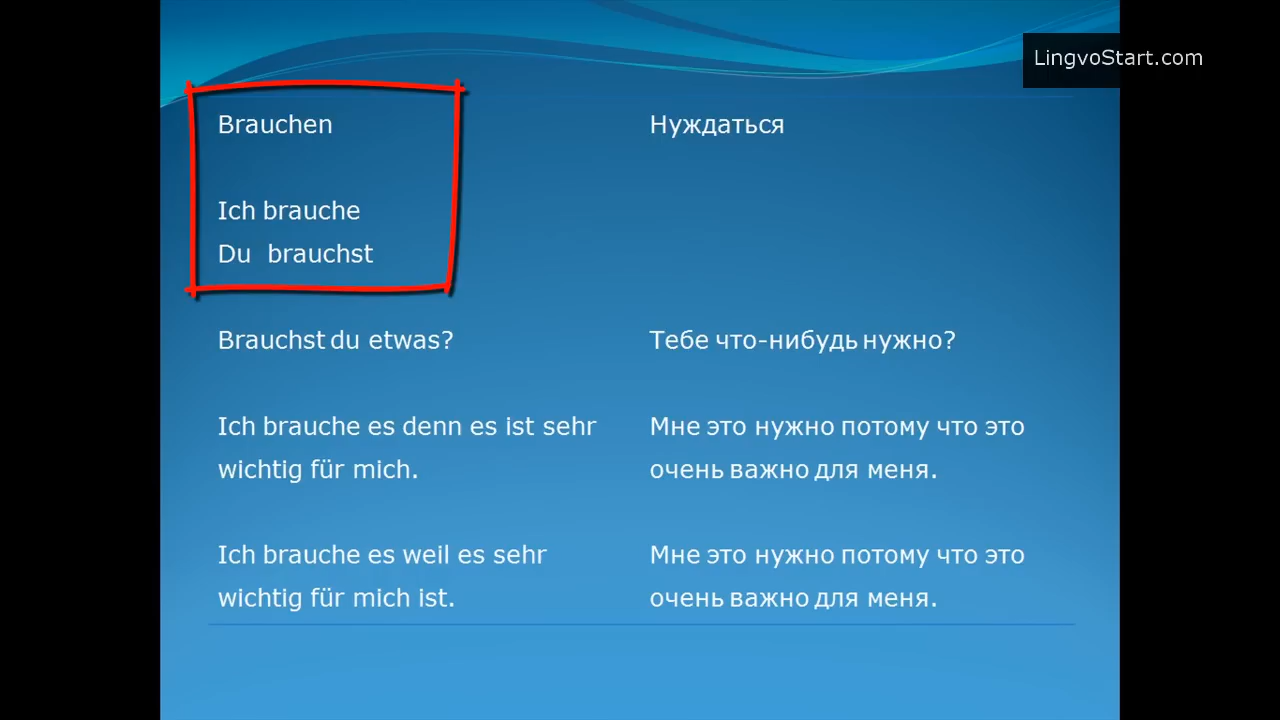 LingvoStart.com
Brauchen
Нуждаться
Ich brauche
Du brauchst
Brauchst du etwas?
Тебе что-нибудь нужно?
Ich brauche es denn es ist sehr
wichtig für mich.
Мне это нужно потому что это
очень важно для меня.
Ich brauche es weil es sehr
wichtig für mich ist.
Мне это нужно потому что это
очень важно для меня.